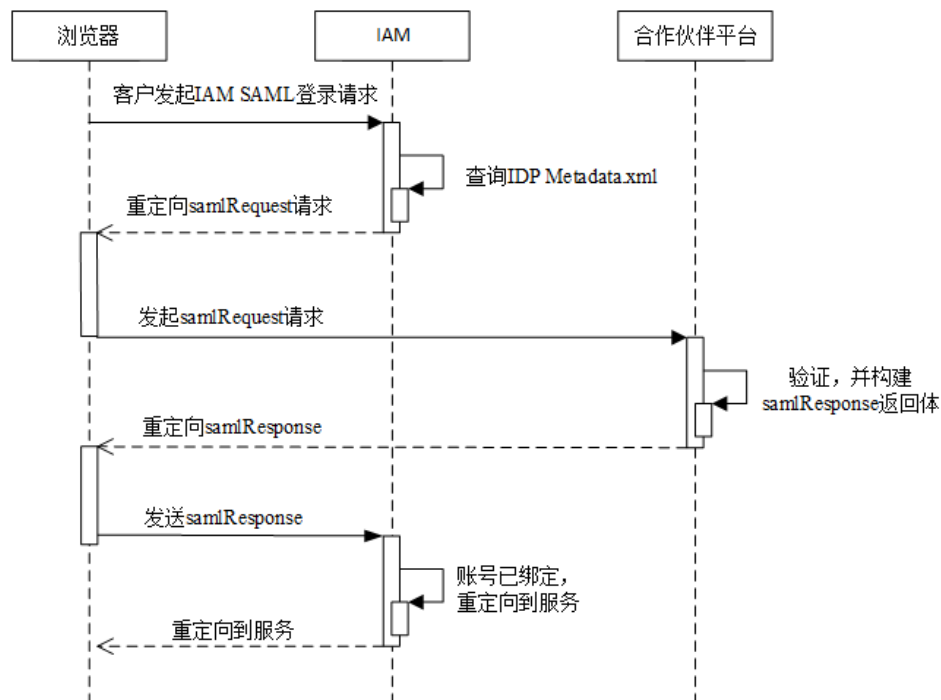 浏览器
IAM
合作伙伴平台
客户发起IAM SAML登录请求
查询IDP Metadata.xml
重定向samlRequest请求
发起samlRequest请求
验证，并构建
samlResponse返回体
重定向samlResponse
发送samlResponse
账号已绑定，
重定向到服务
重定向到服务